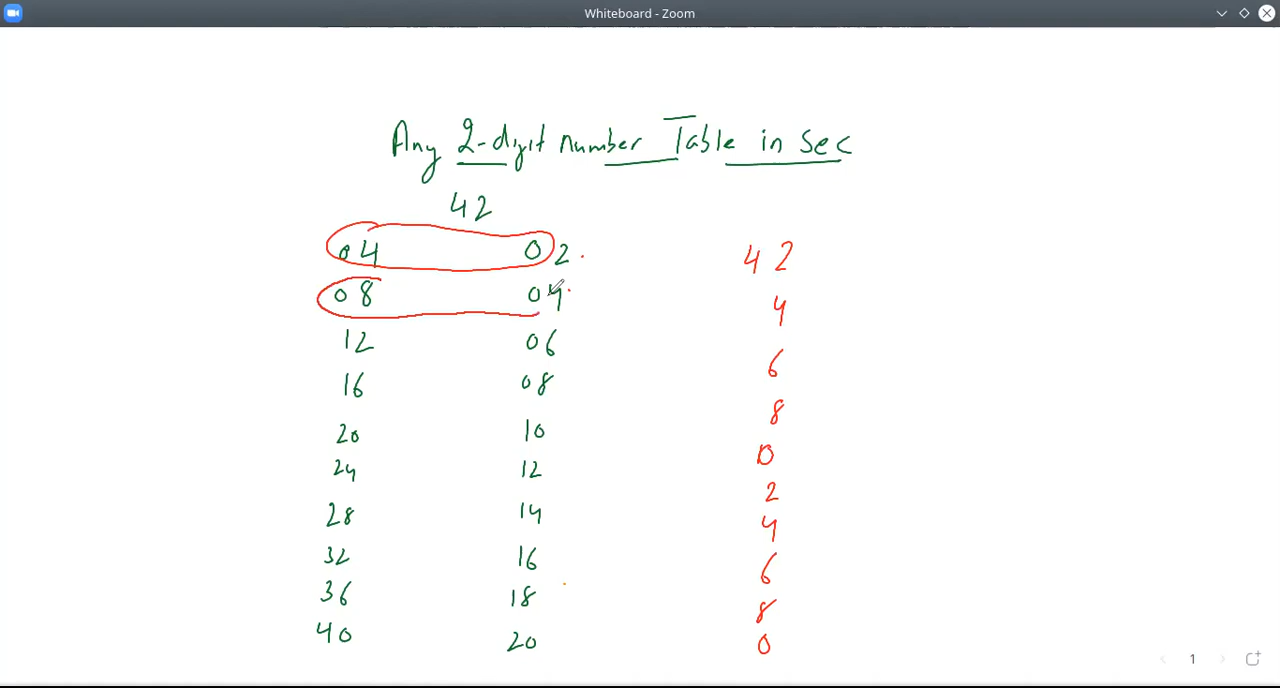 Whiteboard - Zoom
Any 2-digit number Table in sec
42
04 02 42
08 04 4
12 06 6
16 08 8
20 10 0
24 12 2
28 14 4
32 16 6
36 18 8
40 20 0
1